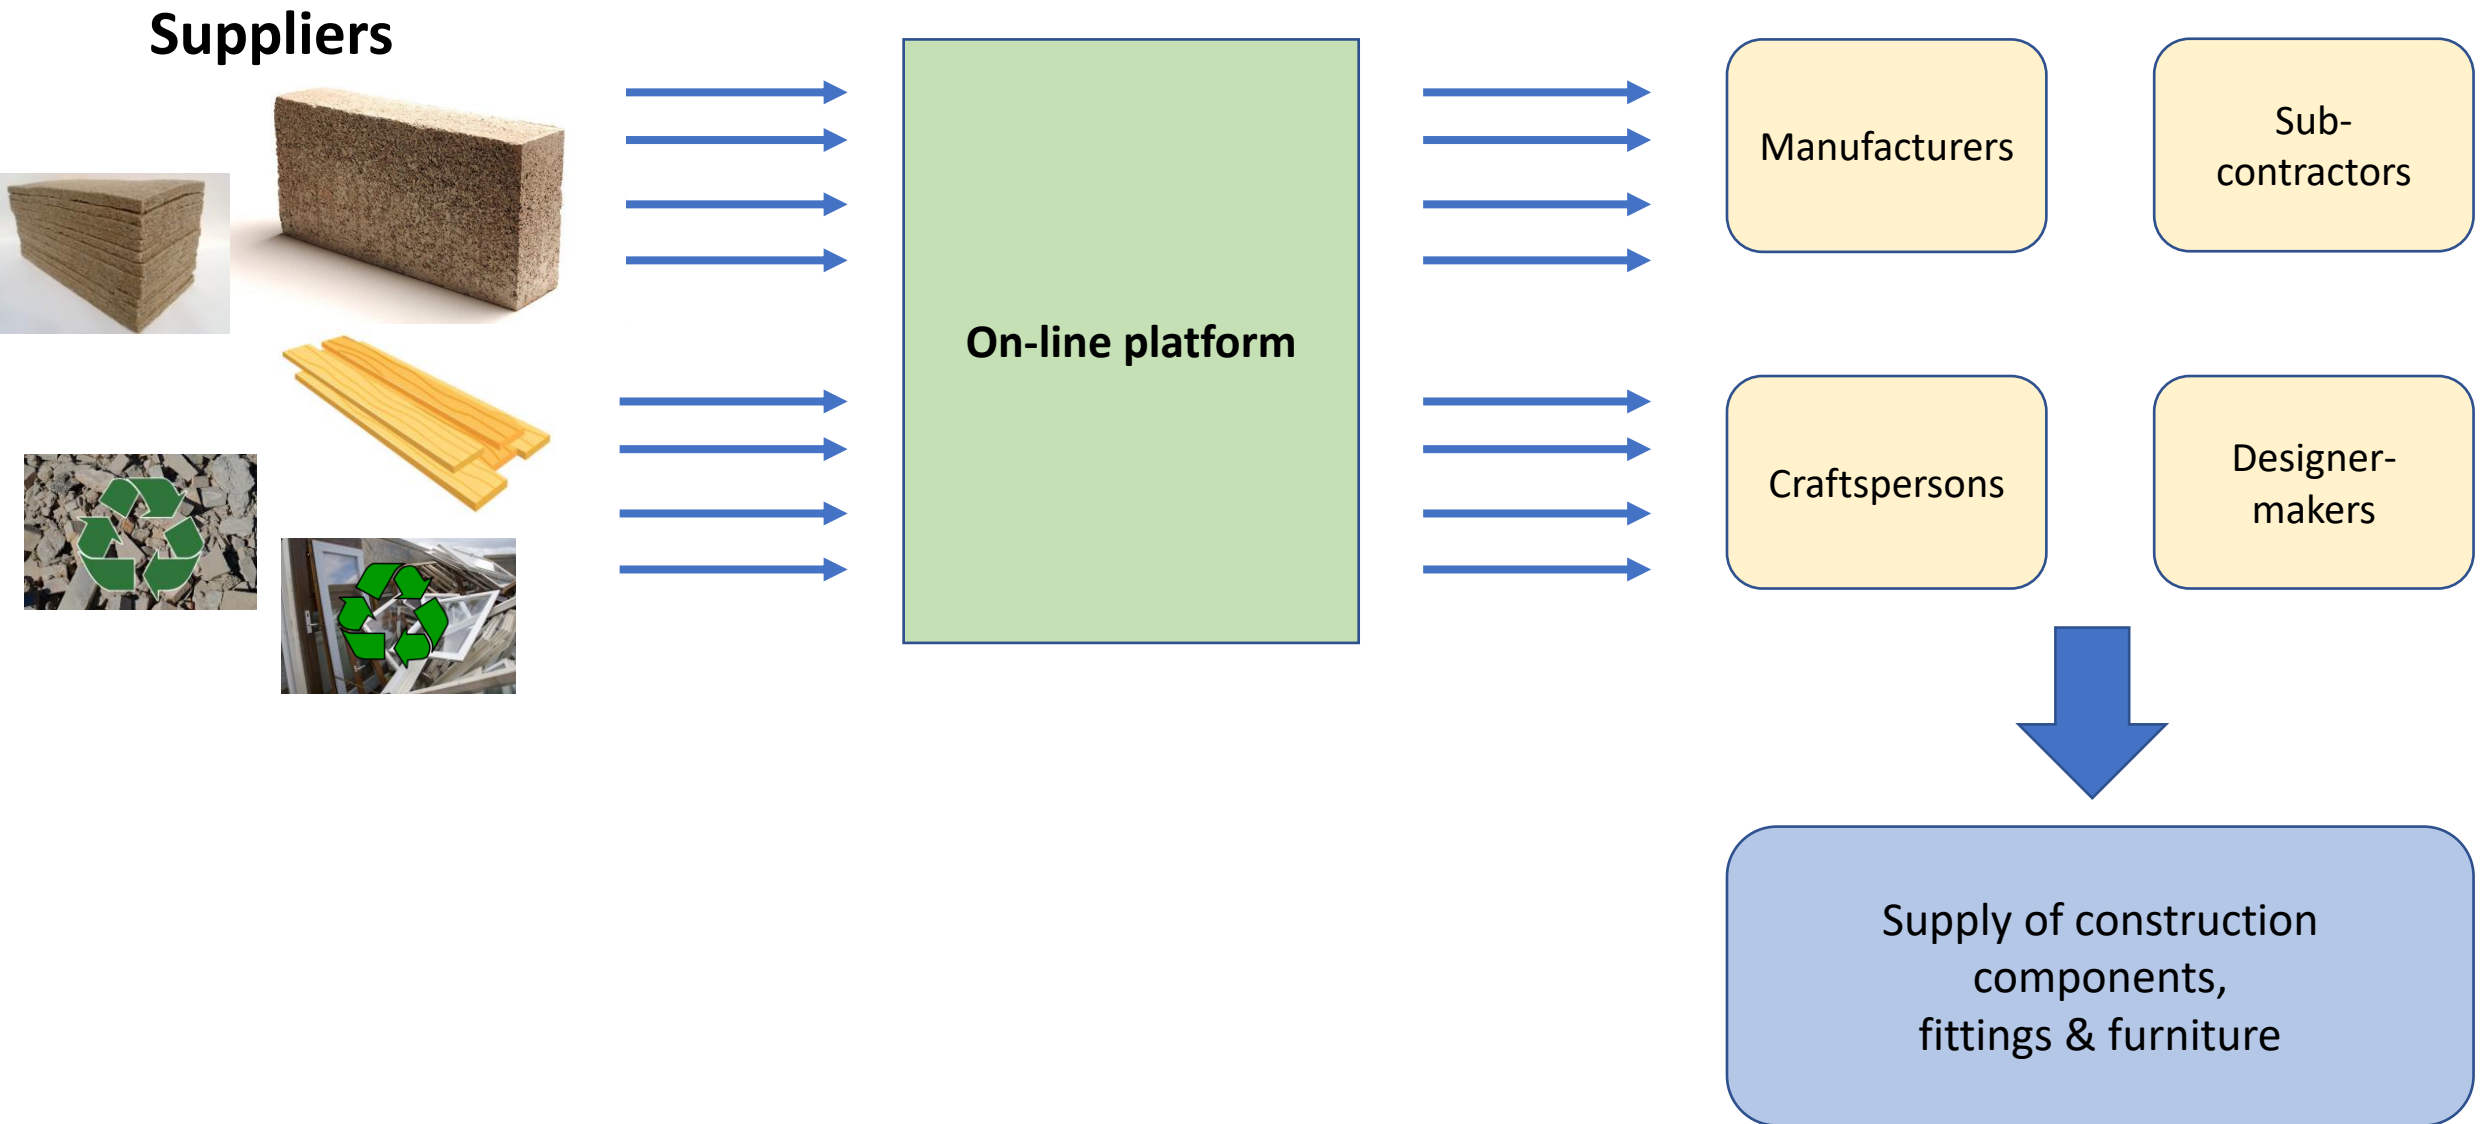 Suppliers
On-line platform
Manufacturers
Sub-
contractors
Craftspersons
Designer-
makers
Supply of construction
components,
fittings & furniture